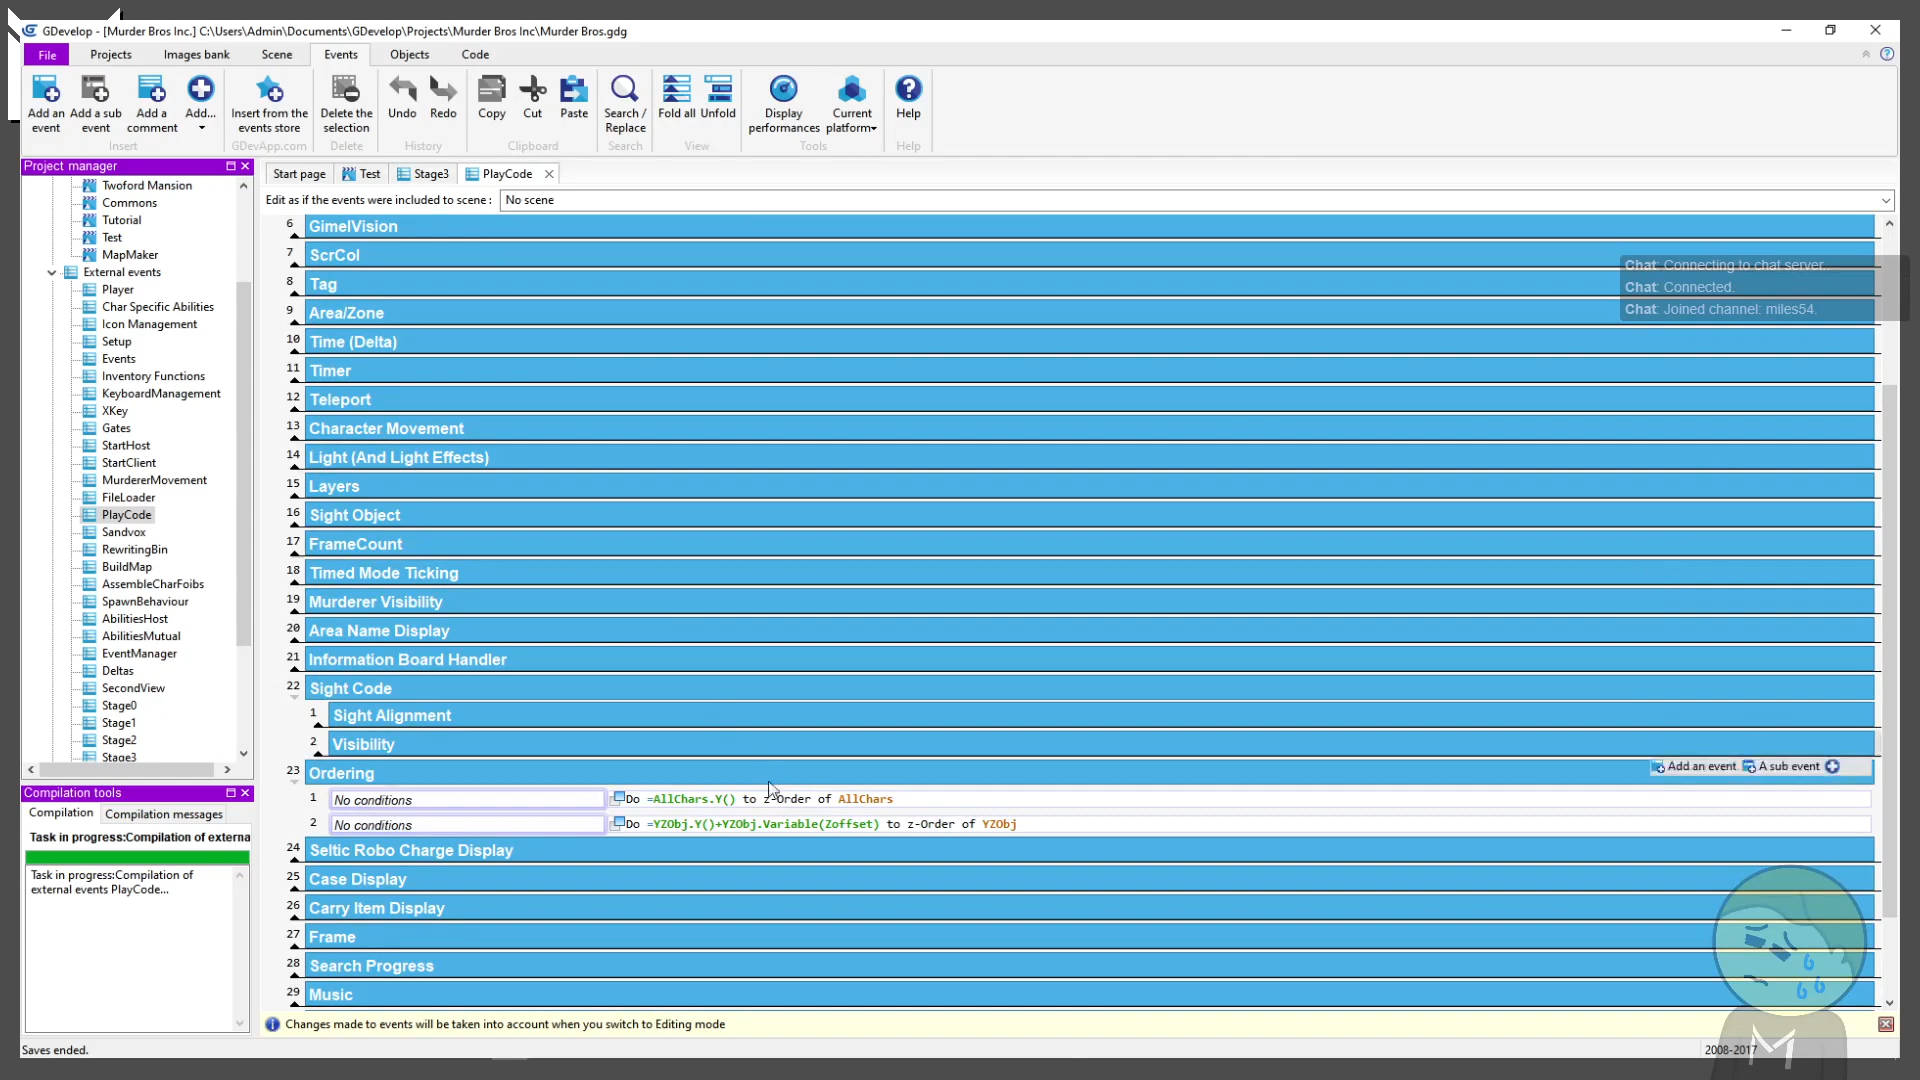 GDevelop - [Murder Bros Inc.] C:\Users\Admin\Documents\GDevelop\Projects\Murder Bros Inc\Murder Bros.gdg
File Projects Images bank Scene Events Objects Code
Add an event
Add a sub event
Add a comment
Add...
Insert
Insert from the events store
GDevApp.com
Delete the selection
Delete
Undo Redo
History
Copy Cut Paste
Clipboard
Search / Replace
Search
Fold all Unfold
View
Display performances
Current platform
Tools
Help
Help
Project manager
Twoford Mansion
Commons
Tutorial
Test
MapMaker
External events
Player
Char Specific Abilities
Icon Management
Setup
Events
Inventory Functions
KeyboardManagement
XKey
Gates
StartHost
StartClient
MurdererMovement
FileLoader
PlayCode
Sandvox
RewritingBin
BuildMap
AssembleCharFoibs
SpawnBehaviour
AbilitiesHost
AbilitiesMutual
EventManager
Deltas
SecondView
Stage0
Stage1
Stage2
Stage3
Compilation tools
Compilation Compilation messages
Task in progress:Compilation of externa
Task in progress:Compilation of
external events PlayCode...
Saves ended.
Start page Test Stage3 PlayCode
Edit as if the events were included to scene : No scene
6 GimelVision
7 ScrCol
8 Tag
9 Area/Zone
10 Time (Delta)
11 Timer
12 Teleport
13 Character Movement
14 Light (And Light Effects)
15 Layers
16 Sight Object
17 FrameCount
18 Timed Mode Ticking
19 Murderer Visibility
20 Area Name Display
21 Information Board Handler
22 Sight Code
1 Sight Alignment
2 Visibility
23 Ordering
Add an event A sub event
1 No conditions Do =AllChars.Y() to z-Order of AllChars
2 No conditions Do =YZObj.Y()+YZObj.Variable(Zoffset) to z-Order of YZObj
24 Seltic Robo Charge Display
25 Case Display
26 Carry Item Display
27 Frame
28 Search Progress
29 Music
Changes made to events will be taken into account when you switch to Editing mode
Chat: Connecting to chat server..
Chat: Connected.
Chat: Joined channel: miles54.
2008-2017